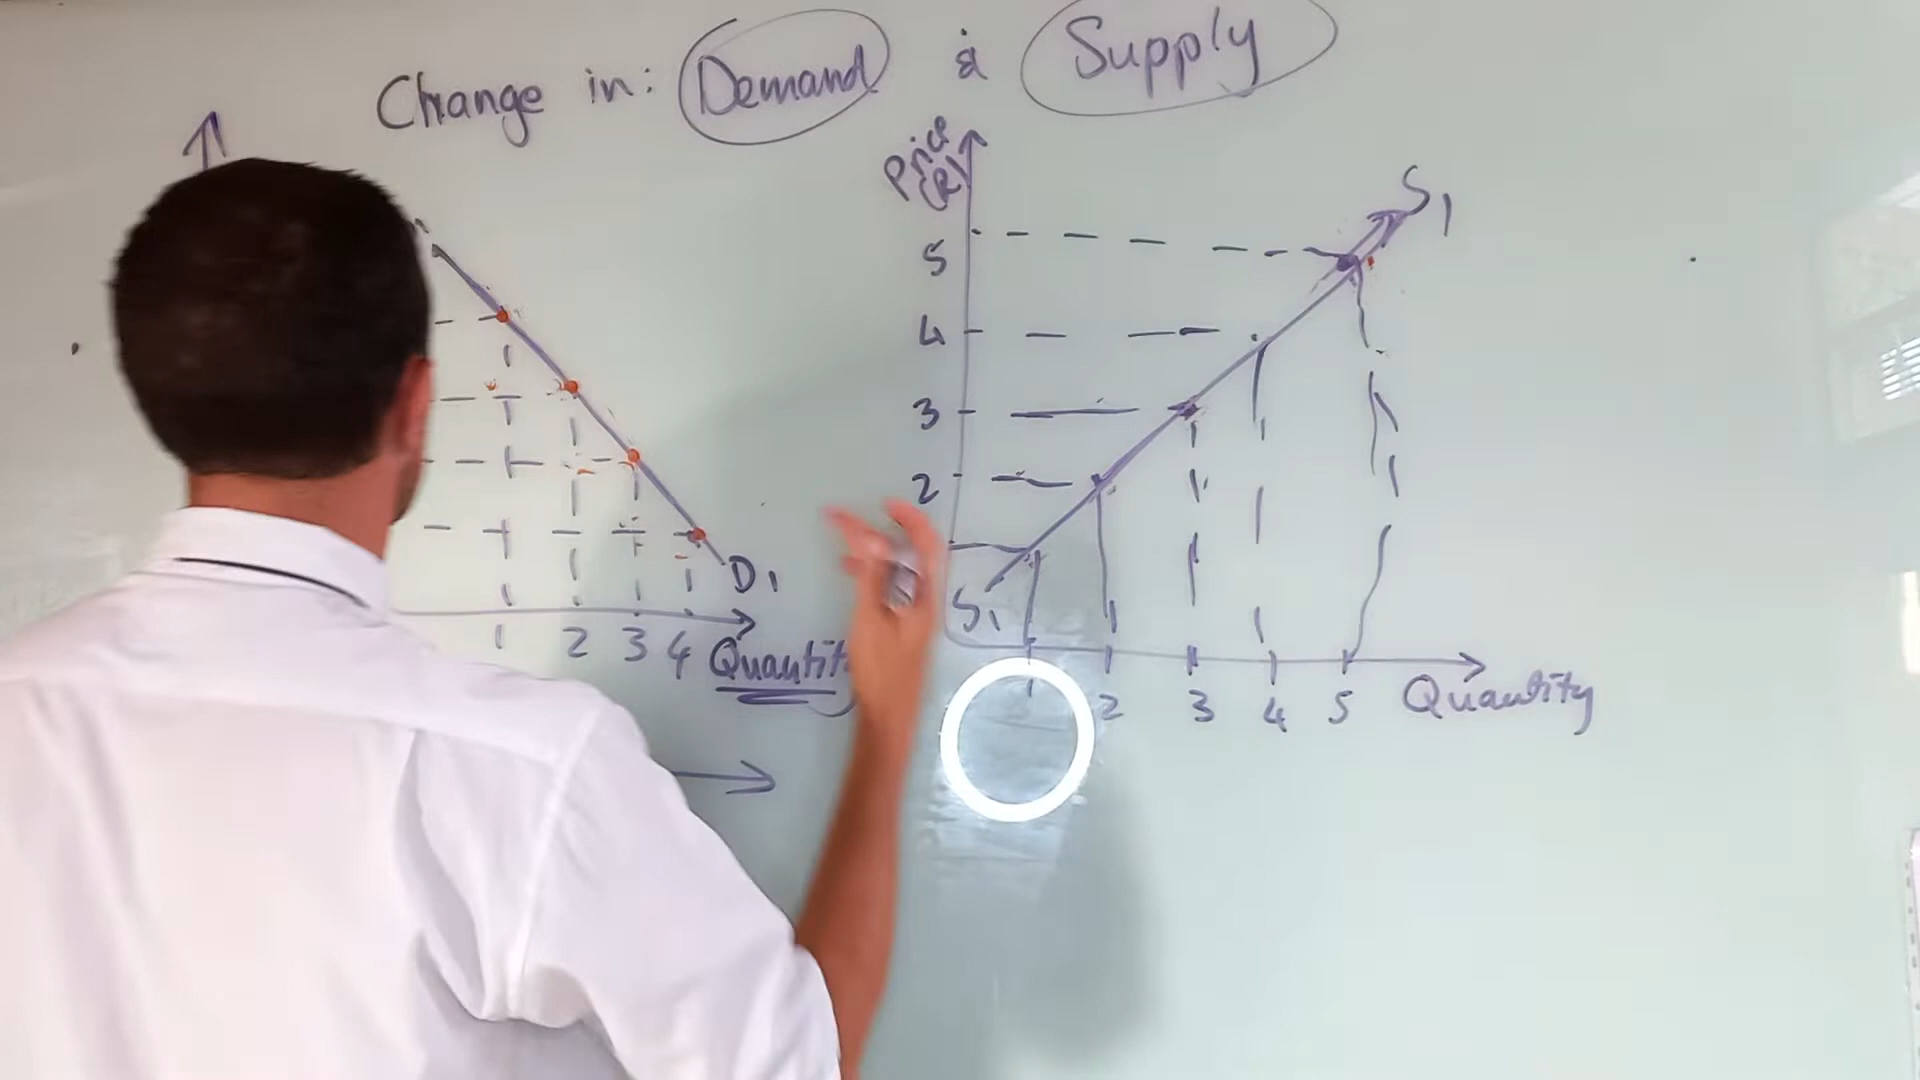 Change in: Demand & Supply
Price
(R)
S1
5
4
3
2
D1
S1
1 2 3 4 Quantity
1 2 3 4 5 Quantity